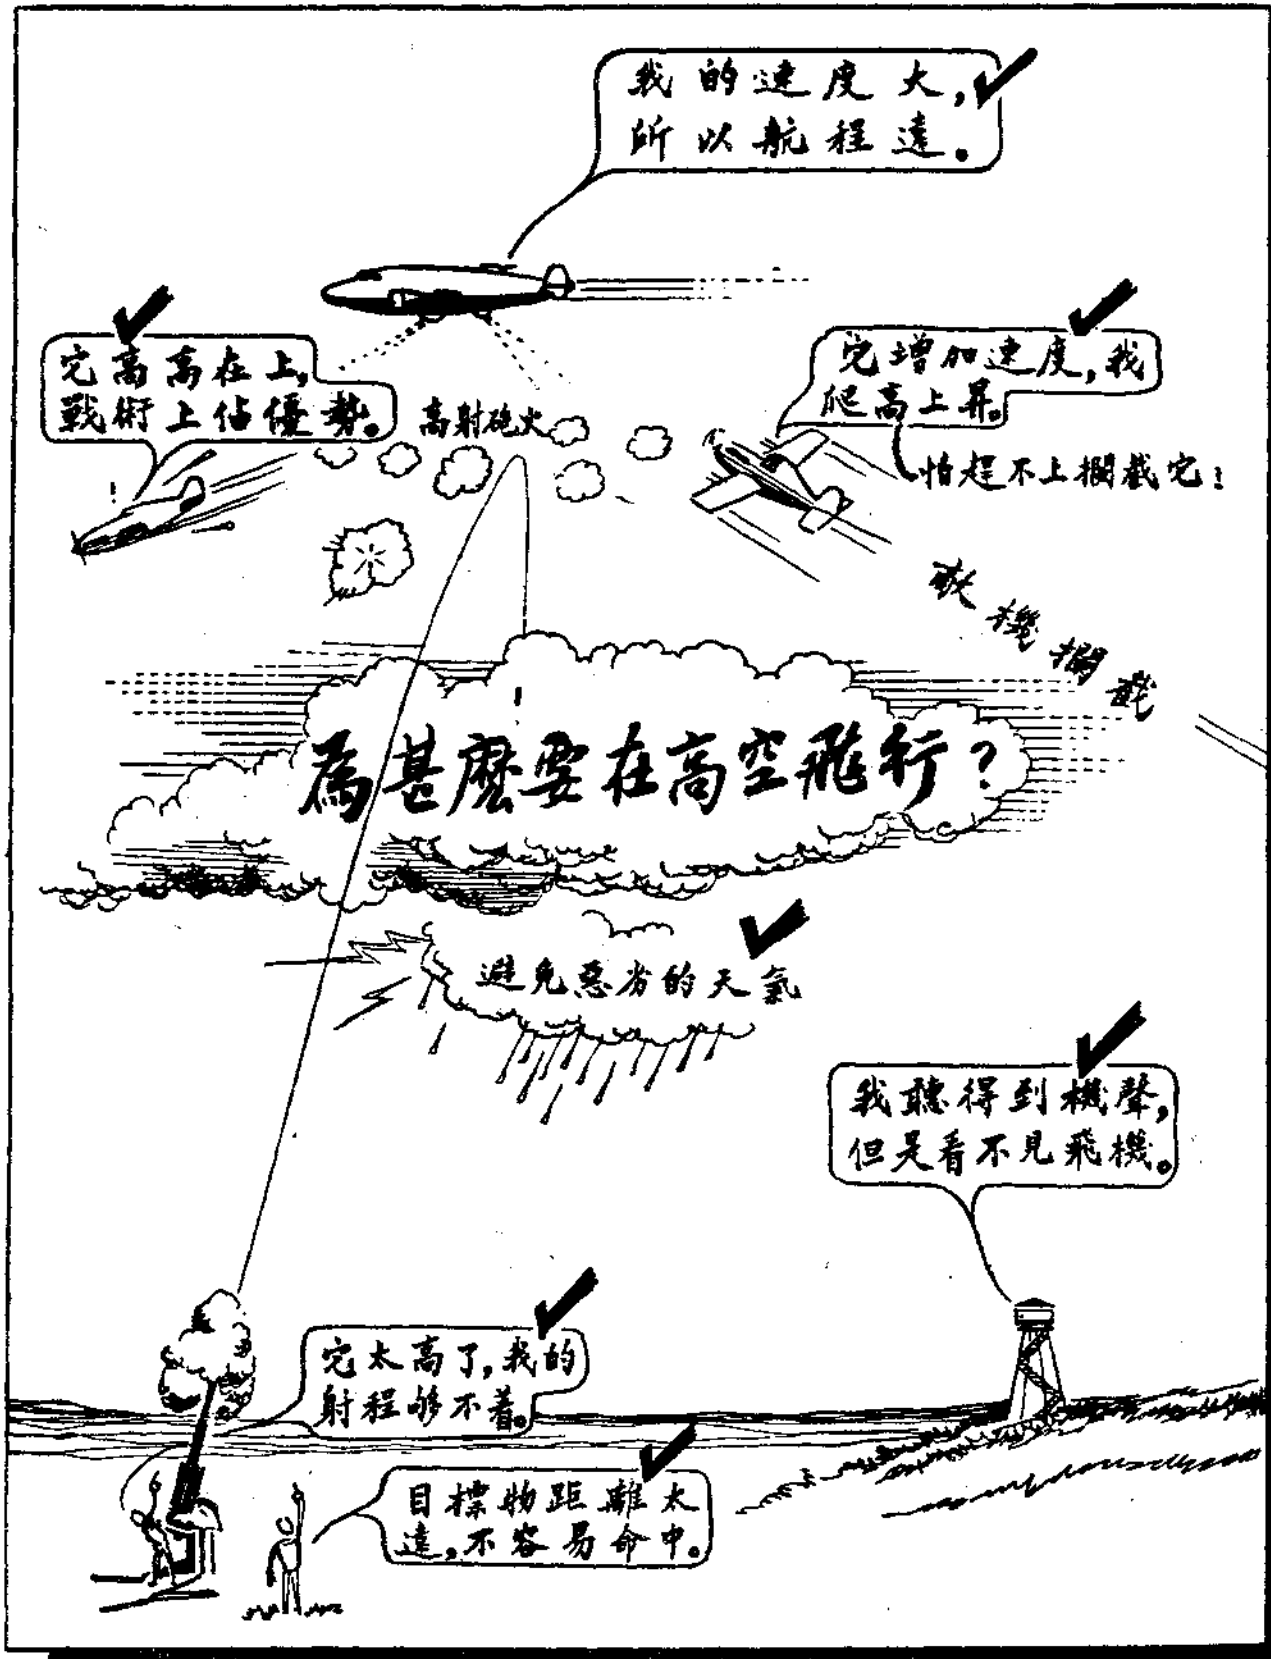 我的速度大,
所以航程遠。
它高高在上,
戰術上佔優勢。
高射砲火
它增加速度,我
爬高上昇。
怕趕不上攔截它!
敵機攔截
!
為甚麼要在高空飛行?
避免惡劣的天氣
我聽得到機聲,
但是看不見飛機。
它太高了,我的
射程够不着。
目標物距離太
遠,不容易命中。